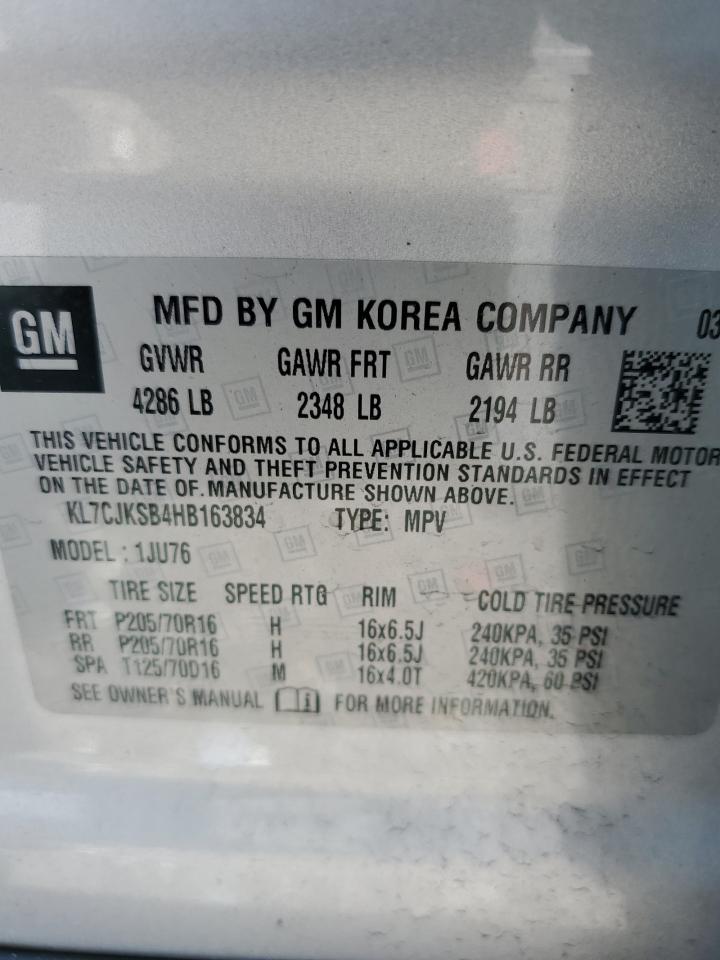 GM
MFD BY GM KOREA COMPANY 03
GVWR GAWR FRT GAWR RR
4286 LB 2348 LB 2194 LB
THIS VEHICLE CONFORMS TO ALL APPLICABLE U.S. FEDERAL MOTOR
VEHICLE SAFETY AND THEFT PREVENTION STANDARDS IN EFFECT
ON THE DATE OF MANUFACTURE SHOWN ABOVE.
KL7CJKSB4HB163834 TYPE: MPV
MODEL : 1JU76
TIRE SIZE SPEED RTG RIM COLD TIRE PRESSURE
FRT P205/70R16 H 16x6.5J 240KPA, 35 PSI
RR P205/70R16 H 16x6.5J 240KPA, 35 PSI
SPA T125/70D16 M 16x4.0T 420KPA, 60 PSI
SEE OWNER'S MANUAL FOR MORE INFORMATION.